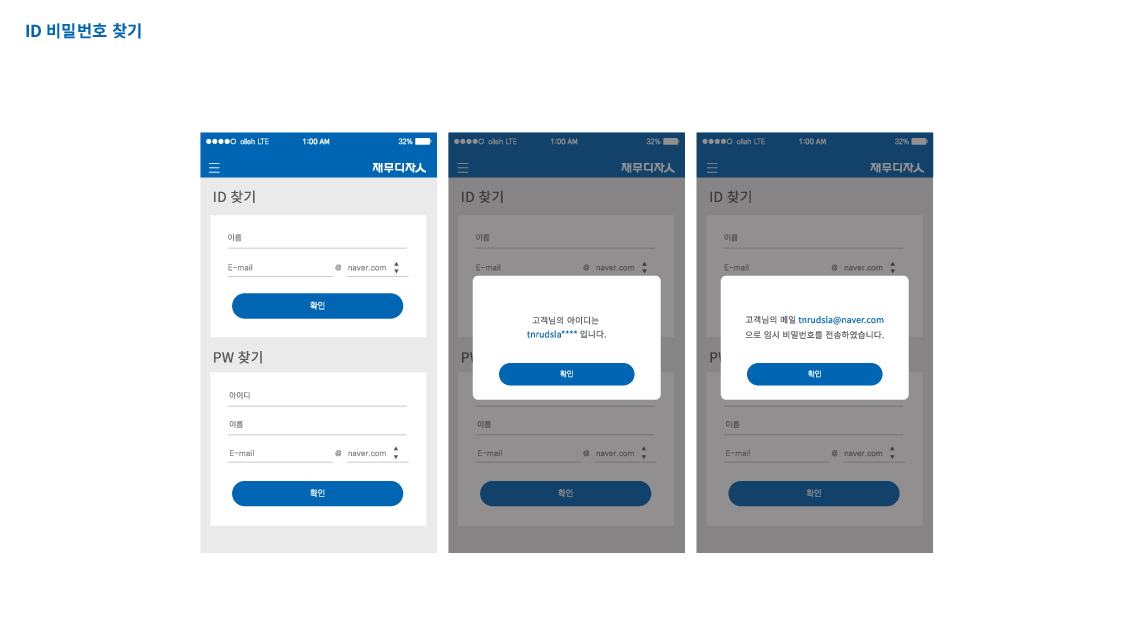 ID 비밀번호 찾기
olleh LTE 1:00 AM 32%
재무디자人
ID 찾기
이름
E-mail @ naver.com
확인
PW 찾기
아이디
이름
E-mail @ naver.com
확인
olleh LTE 1:00 AM 32%
재무디자人
ID 찾기
이름
E-mail @ naver.com
고객님의 아이디는
tnrudsla**** 입니다.
확인
이름
E-mail @ naver.com
확인
olleh LTE 1:00 AM 32%
재무디자人
ID 찾기
이름
E-mail @ naver.com
고객님의 메일 tnrudsla@naver.com
으로 임시 비밀번호를 전송하였습니다.
확인
이름
E-mail @ naver.com
확인